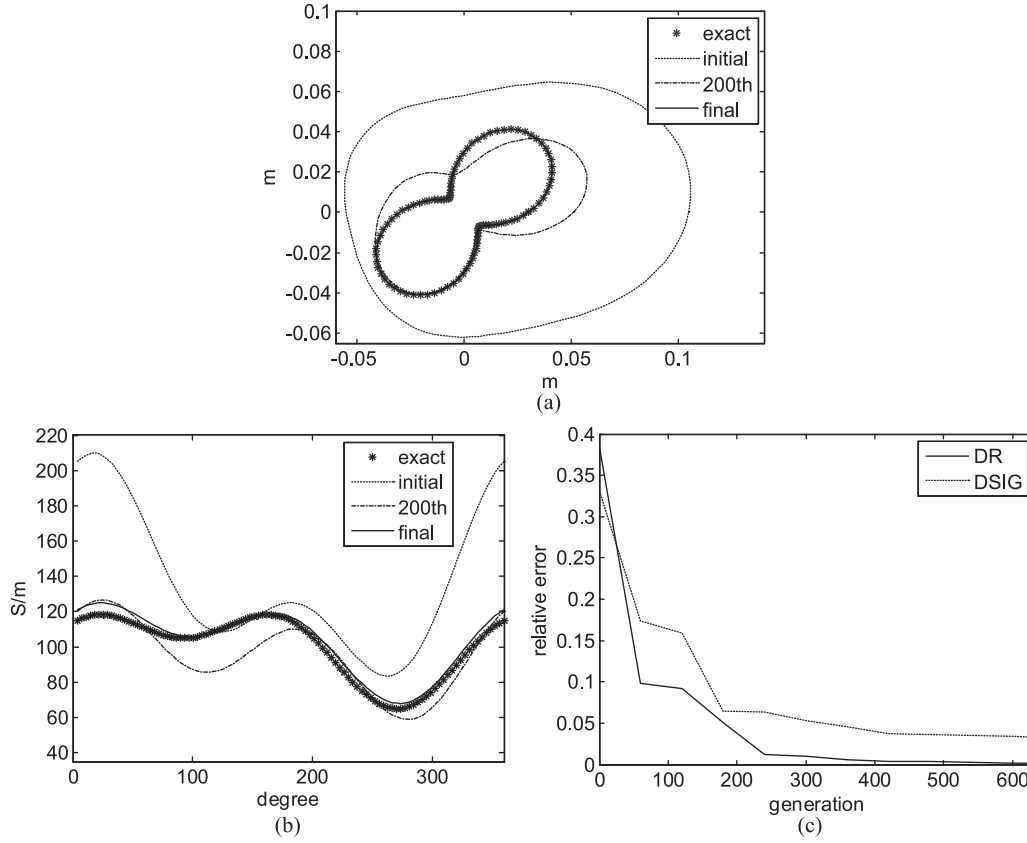 0.1
0.08
0.06
0.04
0.02
0
-0.02
-0.04
-0.06
m
-0.05
0
0.05
0.1
m
exact
initial
200th
final
(a)
220
200
180
160
140
120
100
80
60
40
S/m
0
100
200
300
degree
exact
initial
200th
final
(b)
0.4
0.35
0.3
0.25
0.2
0.15
0.1
0.05
0
relative error
0
100
200
300
400
500
600
generation
DR
DSIG
(c)